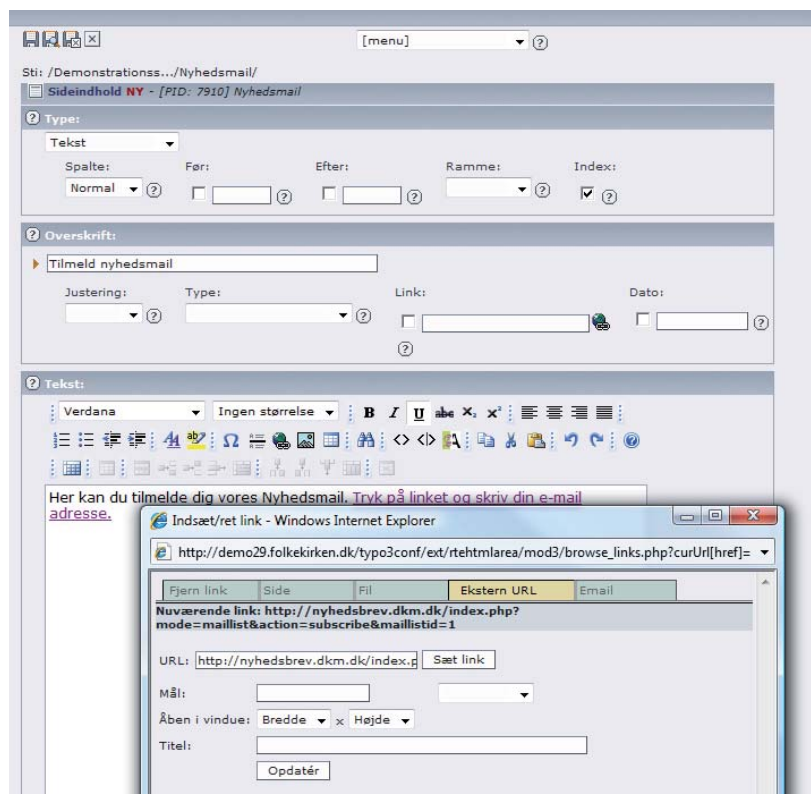 [menu]
Sti: /Demonstrationss.../Nyhedsmail/
Sideindhold NY - [PID: 7910] Nyhedsmail
Type:
Tekst
Spalte: Før: Efter: Ramme: Index:
Normal
Overskrift:
Tilmeld nyhedsmail
Justering: Type: Link: Dato:
Tekst:
Verdana Ingen størrelse B I U abc X₂ x²
Her kan du tilmelde dig vores Nyhedsmail. Tryk på linket og skriv din e-mail
adresse.
Indsæt/ret link - Windows Internet Explorer
http://demo29.folkekirken.dk/typo3conf/ext/rtehtmlarea/mod3/browse_links.php?curUrl[href]=
Fjern link Side Fil Ekstern URL Email
Nuværende link: http://nyhedsbrev.dkm.dk/index.php?
mode=maillist&action=subscribe&maillistid=1
URL: http://nyhedsbrev.dkm.dk/index.p Sæt link
Mål:
Åben i vindue: Bredde x Højde
Titel:
Opdatér